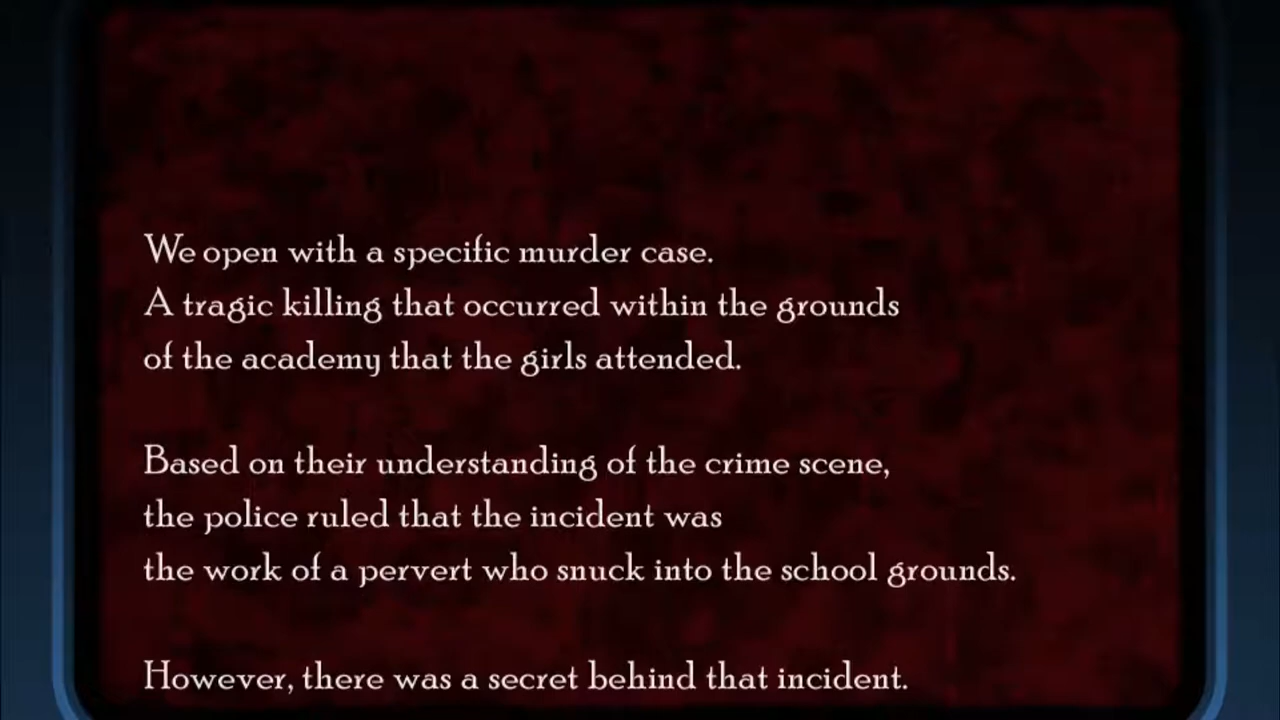 We open with a specific murder case.
A tragic killing that occurred within the grounds
of the academy that the girls attended.
Based on their understanding of the crime scene,
the police ruled that the incident was
the work of a pervert who snuck into the school grounds.
However, there was a secret behind that incident.